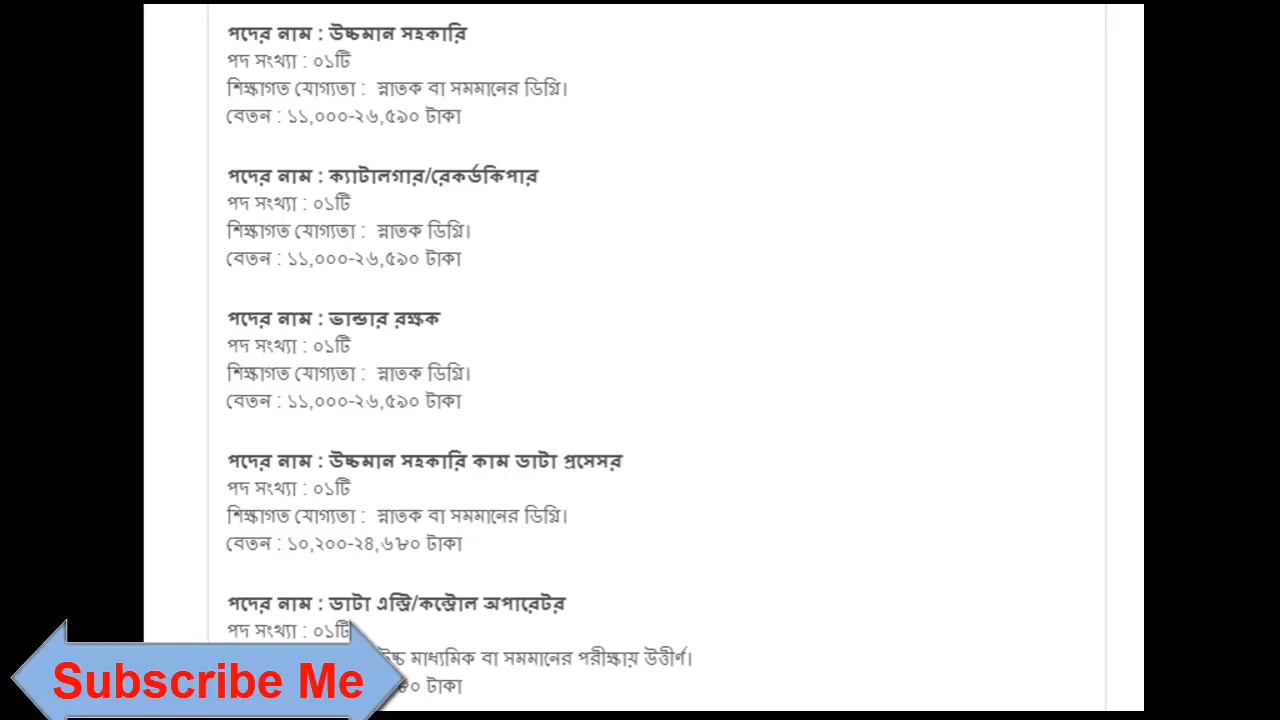 পদের নাম : উচ্চমান সহকারি
পদ সংখ্যা : ০১টি
শিক্ষাগত যোগ্যতা : স্নাতক বা সমমানের ডিগ্রি।
বেতন : ১১,০০০-২৬,৫৯০ টাকা
পদের নাম : ক্যাটালগার/রেকর্ডকিপার
পদ সংখ্যা : ০১টি
শিক্ষাগত যোগ্যতা : স্নাতক ডিগ্রি।
বেতন : ১১,০০০-২৬,৫৯০ টাকা
পদের নাম : ভান্ডার রক্ষক
পদ সংখ্যা : ০১টি
শিক্ষাগত যোগ্যতা : স্নাতক ডিগ্রি।
বেতন : ১১,০০০-২৬,৫৯০ টাকা
পদের নাম : উচ্চমান সহকারি কাম ডাটা প্রসেসর
পদ সংখ্যা : ০১টি
শিক্ষাগত যোগ্যতা : স্নাতক বা সমমানের ডিগ্রি।
বেতন : ১০,২০০-২৪,৬৮০ টাকা
পদের নাম : ডাটা এন্ট্রি/কন্ট্রোল অপারেটর
পদ সংখ্যা : ০১টি
উচ্চ মাধ্যমিক বা সমমানের পরীক্ষায় উত্তীর্ণ।
টাকা
Subscribe Me